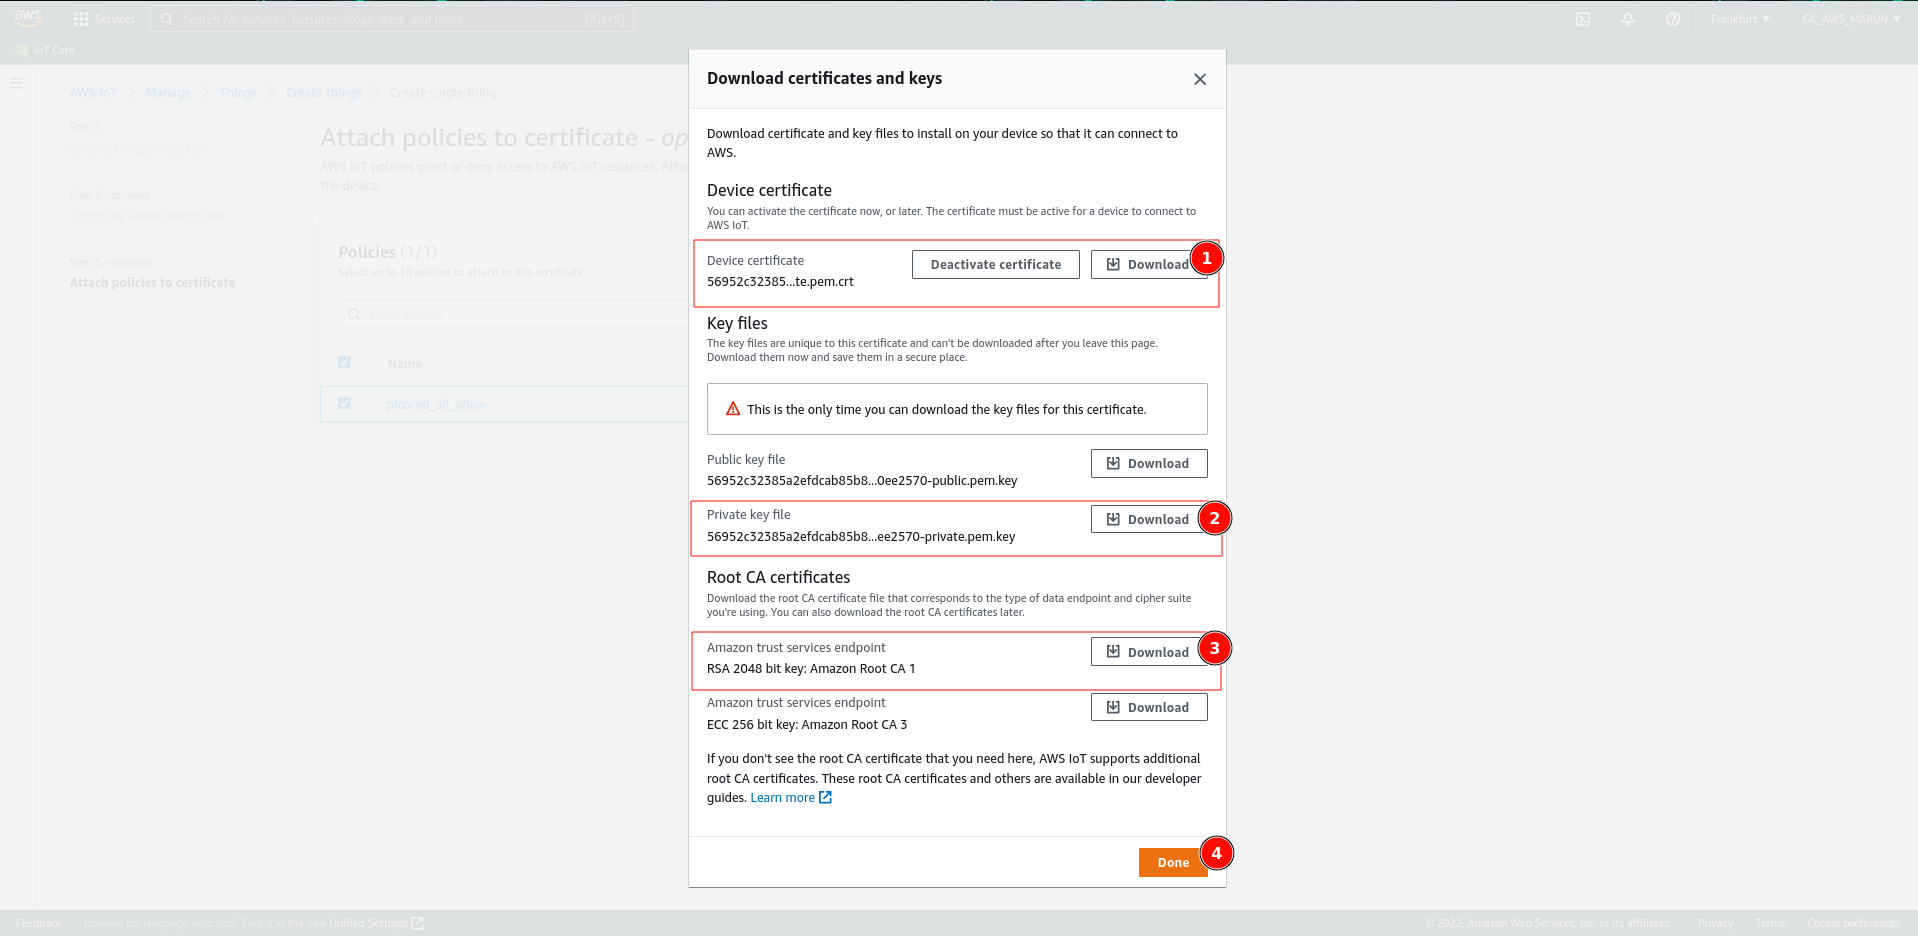 aws
Services
Search for services, features, blogs, docs, and more
[Alt+S]
Frankfurt
GK_AWS_MARUN
IoT Core
AWS IoT
Manage
Things
Create things
Create single thing
Step 1
Specify thing properties
Step 2 - optional
Configure device certificate
Step 3 - optional
Attach policies to certificate
Attach policies to certificate - op
AWS IoT policies grant or deny access to AWS IoT resources. Attac
the device.
Policies (1/1)
Select up to 10 policies to attach to this certificate.
Filter policies
Name
picocell_all_allow
Download certificates and keys
Download certificate and key files to install on your device so that it can connect to
AWS.
Device certificate
You can activate the certificate now, or later. The certificate must be active for a device to connect to
AWS IoT.
Device certificate
56952c32385...te.pem.crt
Deactivate certificate
Download
1
Key files
The key files are unique to this certificate and can't be downloaded after you leave this page.
Download them now and save them in a secure place.
This is the only time you can download the key files for this certificate.
Public key file
56952c32385a2efdcab85b8...0ee2570-public.pem.key
Download
Private key file
56952c32385a2efdcab85b8...ee2570-private.pem.key
Download
2
Root CA certificates
Download the root CA certificate file that corresponds to the type of data endpoint and cipher suite
you're using. You can also download the root CA certificates later.
Amazon trust services endpoint
RSA 2048 bit key: Amazon Root CA 1
Download
3
Amazon trust services endpoint
ECC 256 bit key: Amazon Root CA 3
Download
If you don't see the root CA certificate that you need here, AWS IoT supports additional
root CA certificates. These root CA certificates and others are available in our developer
guides. Learn more
Done
4
Feedback
Looking for language selection? Find it in the new Unified Settings
© 2022, Amazon Web Services, Inc. or its affiliates.
Privacy
Terms
Cookie preferences